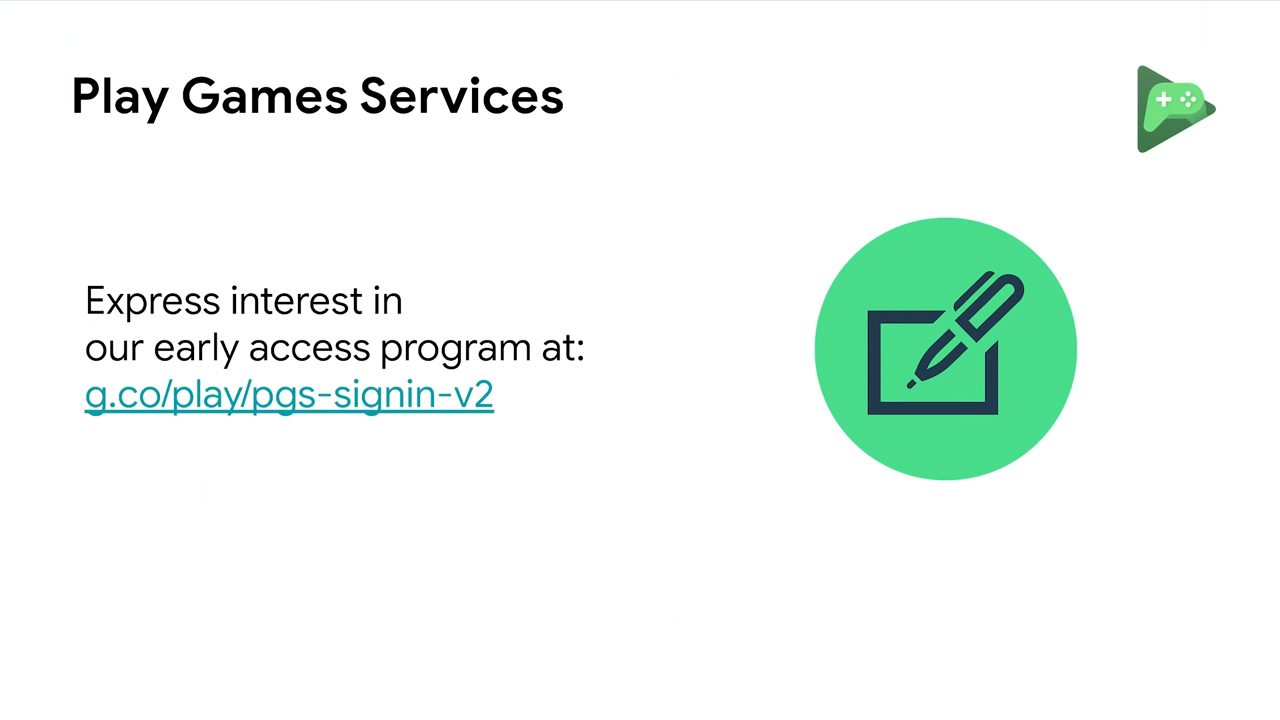 Play Games Services
Express interest in
our early access program at:
g.co/play/pgs-signin-v2